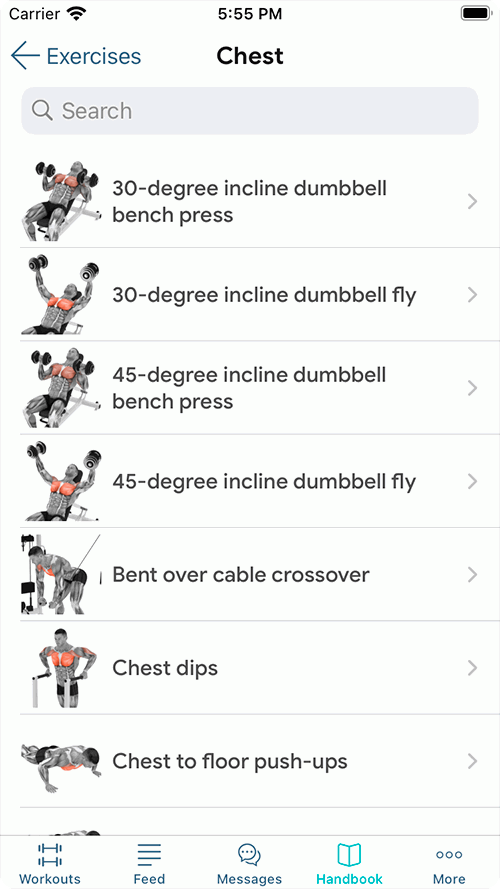 Carrier 5:55 PM
Exercises Chest
Search
30-degree incline dumbbell
bench press
30-degree incline dumbbell fly
45-degree incline dumbbell
bench press
45-degree incline dumbbell fly
Bent over cable crossover
Chest dips
Chest to floor push-ups
Workouts Feed Messages Handbook More